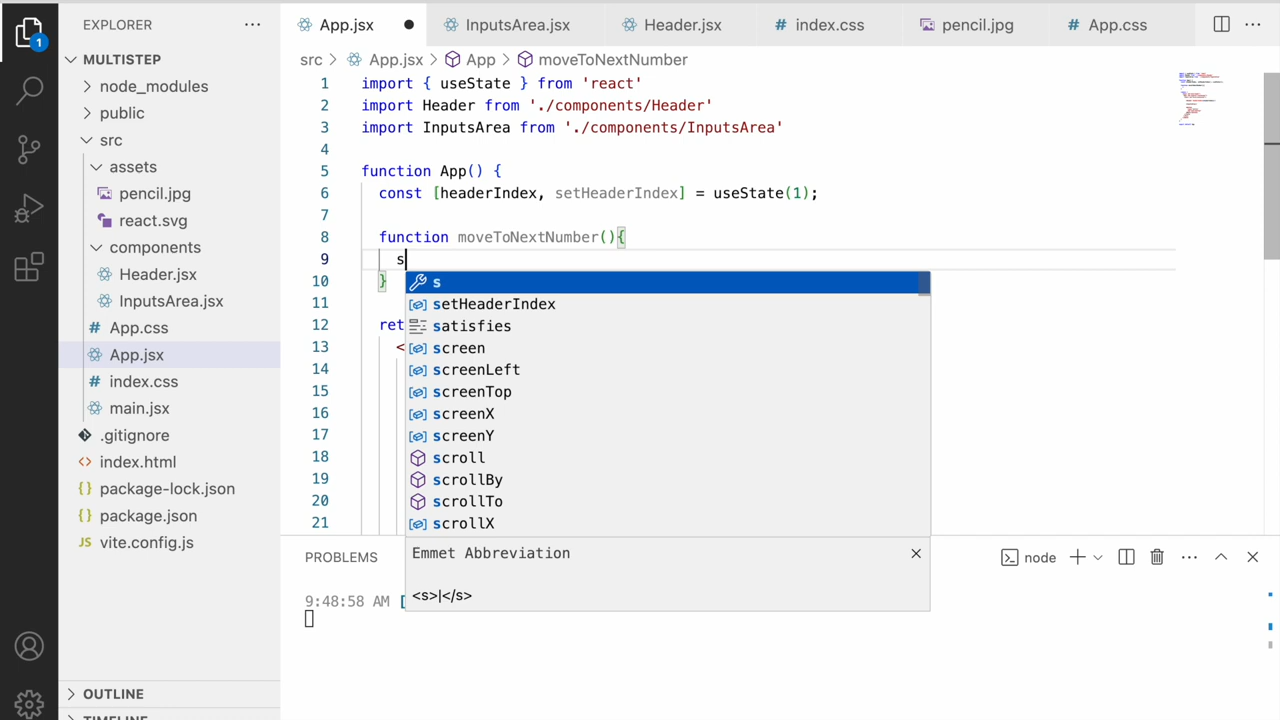 EXPLORER
App.jsx
InputsArea.jsx
Header.jsx
index.css
pencil.jpg
App.css
1
MULTISTEP
node_modules
public
src
assets
pencil.jpg
react.svg
components
Header.jsx
InputsArea.jsx
App.css
App.jsx
index.css
main.jsx
.gitignore
index.html
package-lock.json
package.json
JS vite.config.js
OUTLINE
TIMELINE
src > App.jsx > App > moveToNextNumber
1 import { useState } from 'react'
2 import Header from './components/Header'
3 import InputsArea from './components/InputsArea'
4
5 function App() {
6 const [headerIndex, setHeaderIndex] = useState(1);
7
8 function moveToNextNumber(){
9 s
10 }
11
12 ret
13 <
14
15
16
17
18
19
20
21
s
setHeaderIndex
satisfies
screen
screenLeft
screenTop
screenX
screenY
scroll
scrollBy
scrollTo
scrollX
Emmet Abbreviation
<s>|</s>
PROBLEMS
node
9:48:58 AM [